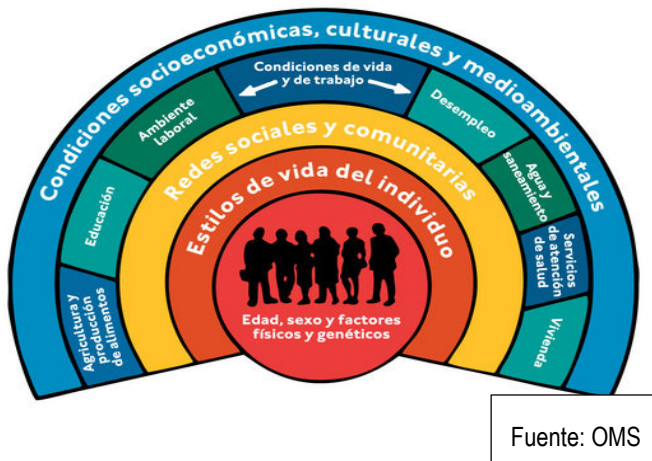 Condiciones socioeconómicas, culturales y medioambientales
Condiciones de vida
y de trabajo
Agricultura y
producción
de alimentos
Educación
Ambiente
laboral
Desempleo
Agua y
saneamiento
Servicios
de atención
de salud
Vivienda
Redes sociales y comunitarias
Estilos de vida del individuo
Edad, sexo y factores
físicos y genéticos
Fuente: OMS